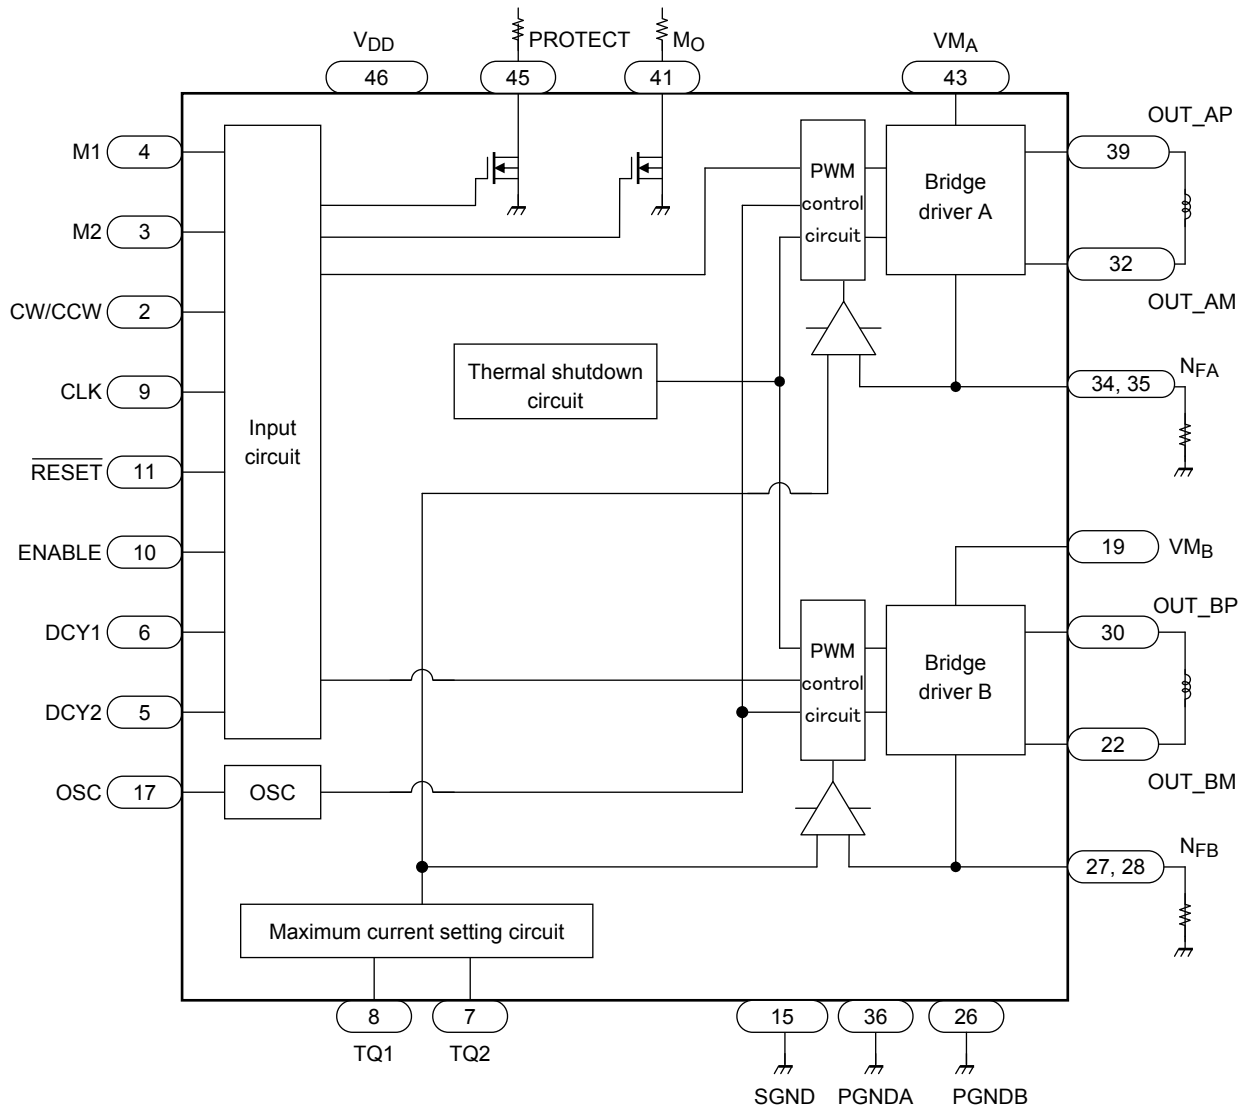 PROTECT
MO
VDD
VMA
46
45
41
43
OUT_AP
M1 4
39
PWM
control
circuit
Bridge
driver A
M2 3
32
OUT_AM
CW/CCW 2
Thermal shutdown
circuit
NFA
34, 35
CLK 9
Input
circuit
RESET 11
ENABLE 10
19 VMB
OUT_BP
DCY1 6
30
PWM
control
circuit
Bridge
driver B
DCY2 5
22
OUT_BM
OSC 17
OSC
NFB
27, 28
Maximum current setting circuit
8
7
15
36
26
TQ1
TQ2
SGND
PGNDA
PGNDB